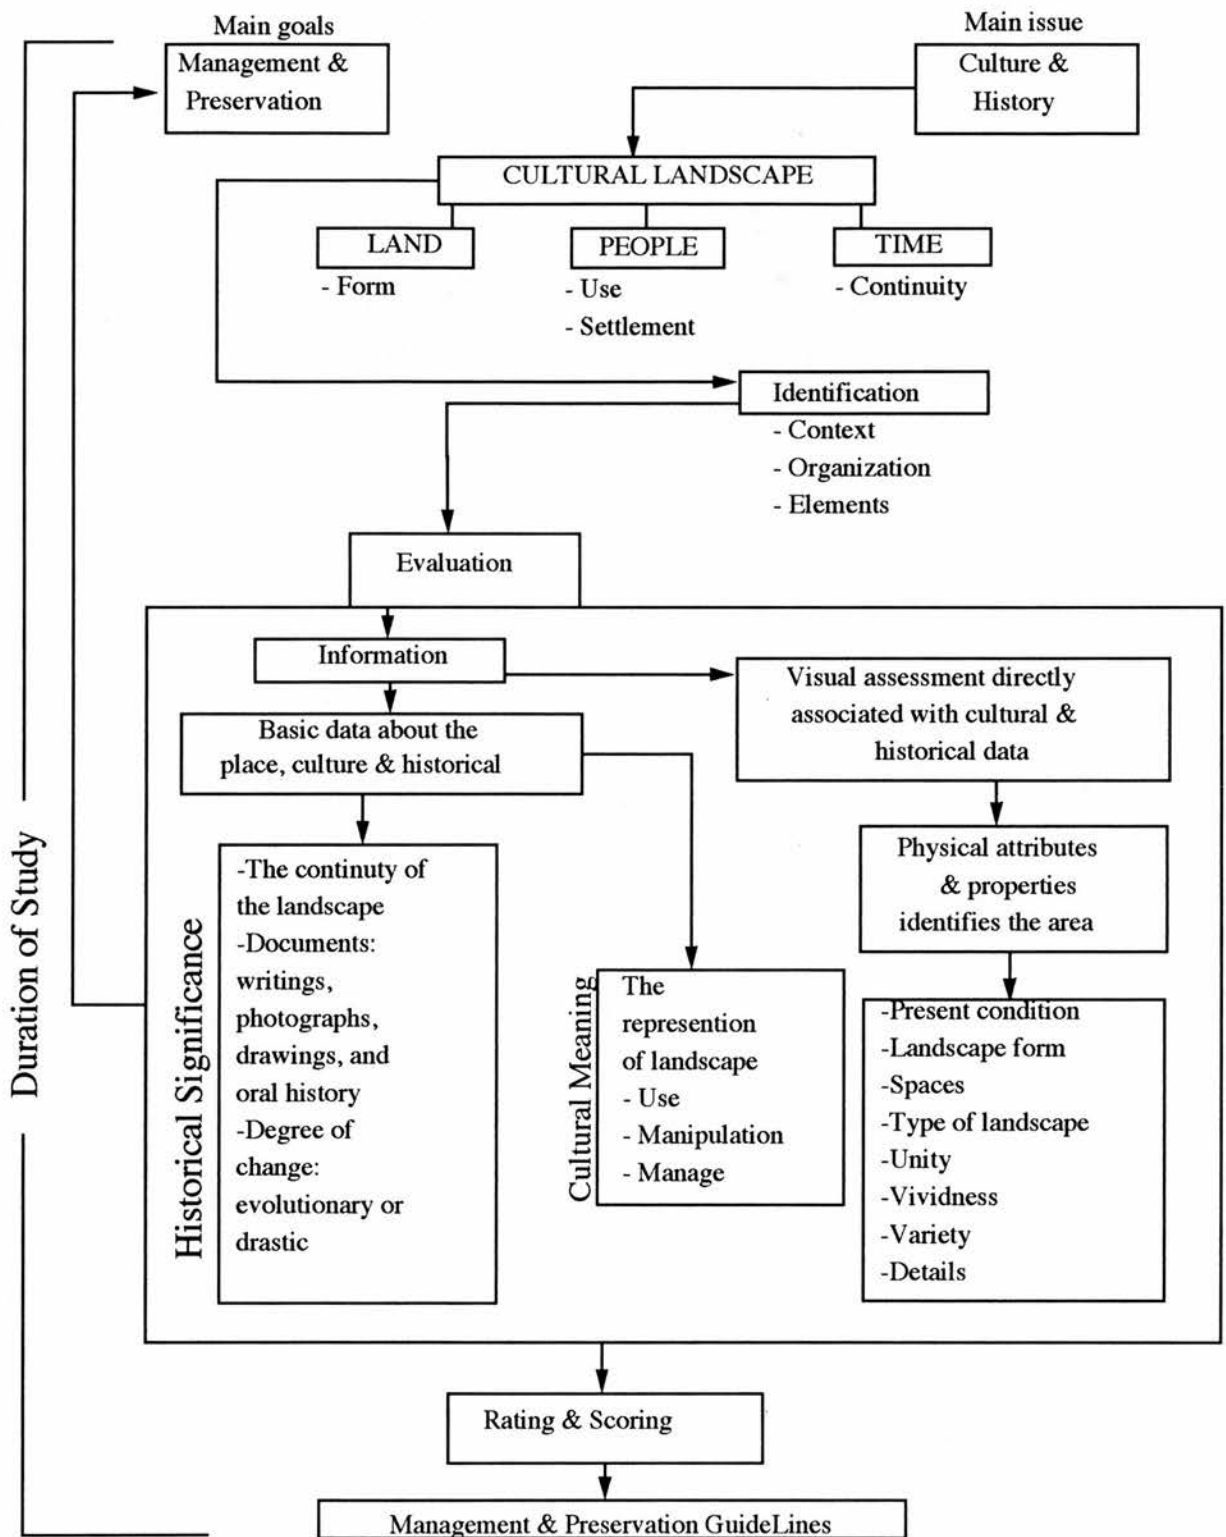 Main goals
Management &
Preservation
Main issue
Culture &
History
CULTURAL LANDSCAPE
LAND
- Form
PEOPLE
- Use
- Settlement
TIME
- Continuity
Identification
- Context
- Organization
- Elements
Evaluation
Information
Basic data about the
place, culture & historical
Visual assessment directly
associated with cultural &
historical data
Physical attributes
& properties
identifies the area
Historical Significance
-The continuty of
the landscape
-Documents:
writings,
photographs,
drawings, and
oral history
-Degree of
change:
evolutionary or
drastic
Cultural Meaning
The
represention
of landscape
- Use
- Manipulation
- Manage
-Present condition
-Landscape form
-Spaces
-Type of landscape
-Unity
-Vividness
-Variety
-Details
Duration of Study
Rating & Scoring
Management & Preservation GuideLines